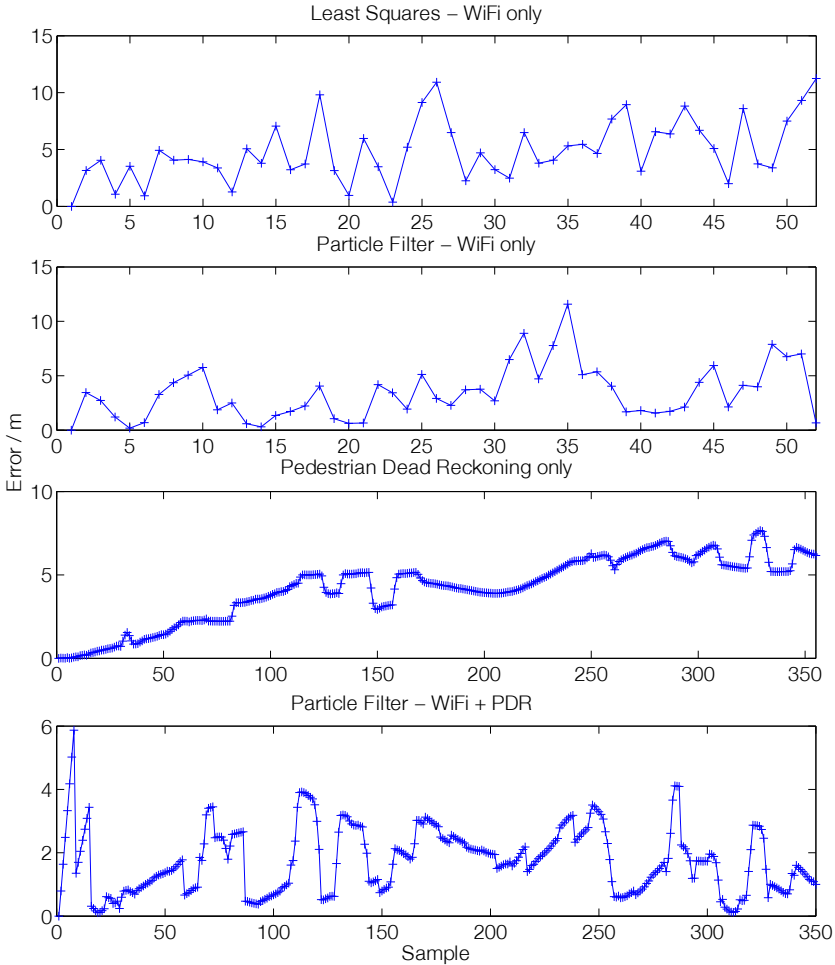 Least Squares – WiFi only
15
10
5
0
0 5 10 15 20 25 30 35 40 45 50
Particle Filter – WiFi only
15
10
5
0
0 5 10 15 20 25 30 35 40 45 50
Error / m
Pedestrian Dead Reckoning only
10
5
0
0 50 100 150 200 250 300 350
Particle Filter – WiFi + PDR
6
4
2
0
0 50 100 150 200 250 300 350
Sample